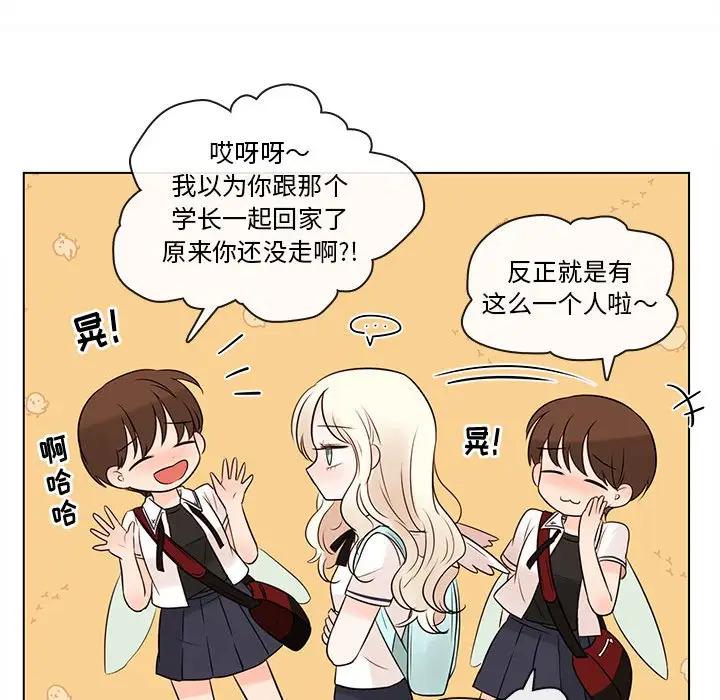 哎呀呀～
我以为你跟那个
学长一起回家了
原来你还没走啊?!
反正就是有
这么一个人啦～
晃!
……
晃!
啊哈哈